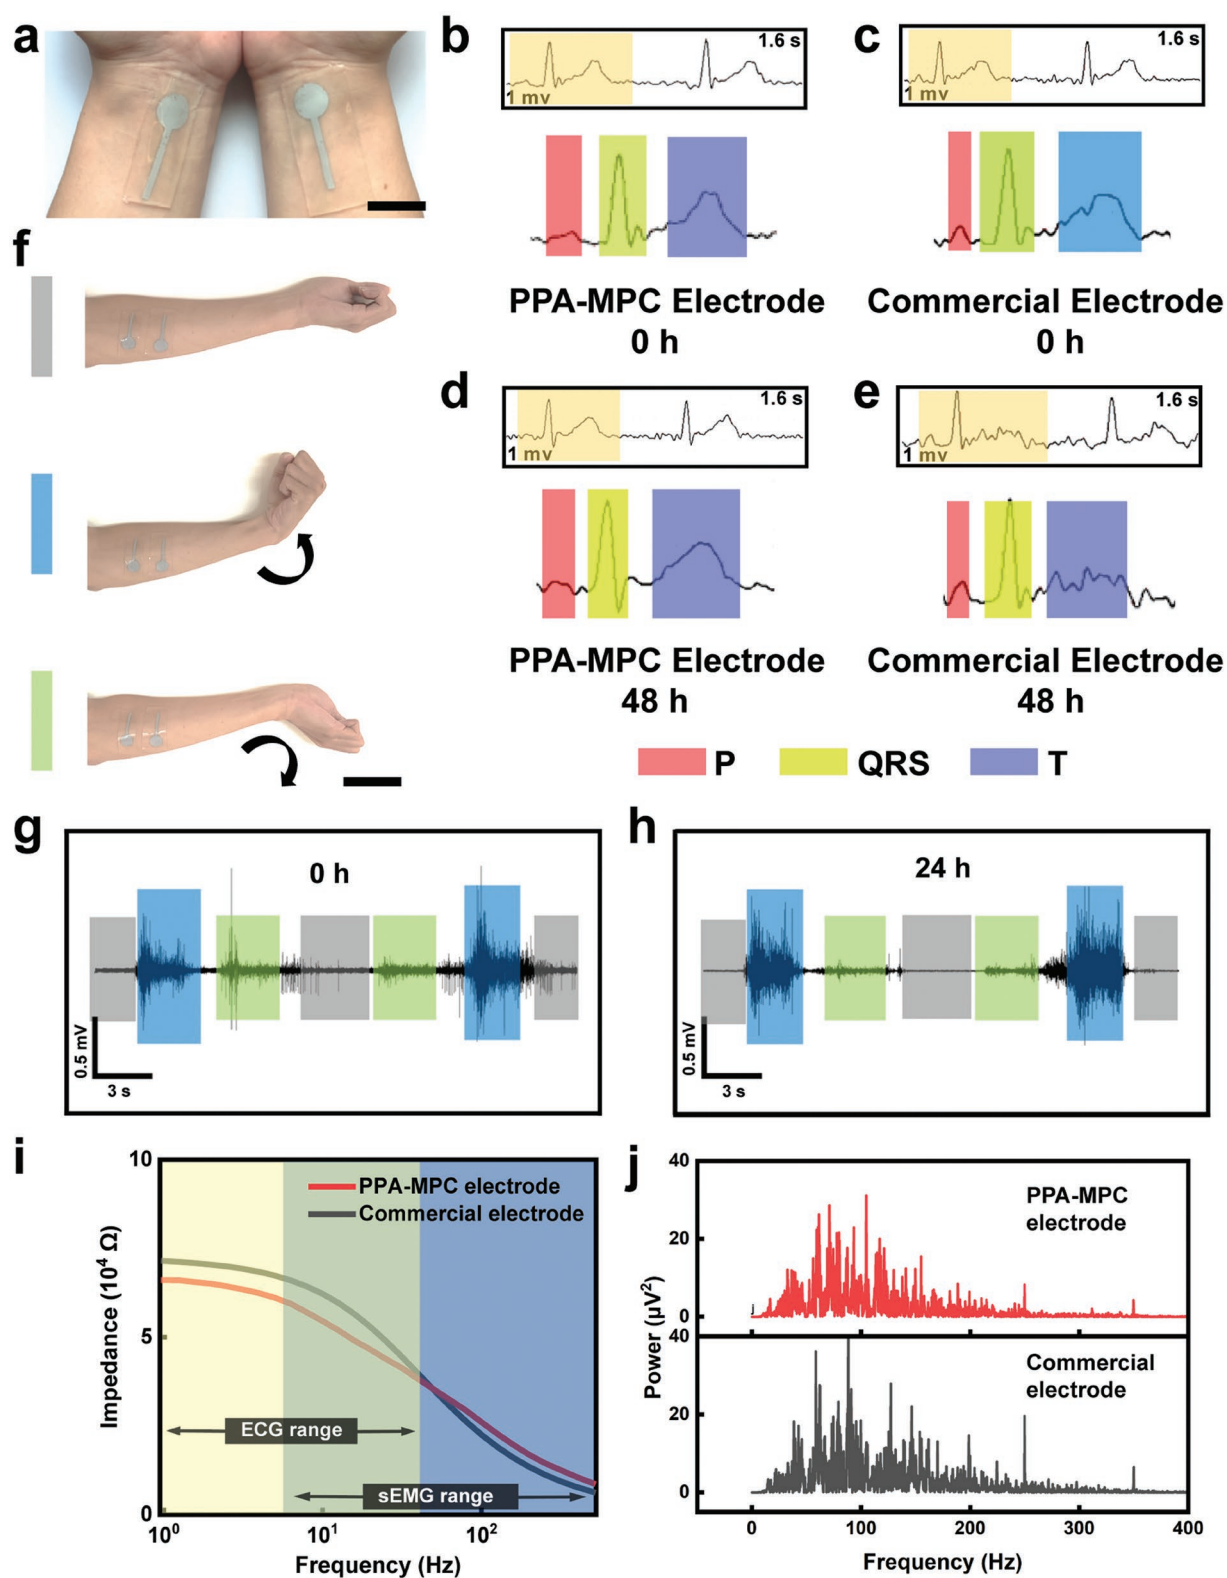 a
b
1.6 s
1 mv
PPA-MPC Electrode
0 h
c
1.6 s
1 mv
Commercial Electrode
0 h
d
1.6 s
1 mv
PPA-MPC Electrode
48 h
e
1.6 s
1 mv
Commercial Electrode
48 h
P
QRS
T
f
g
0 h
0.5 mV
3 s
h
24 h
0.5 mV
3 s
i
10
5
0
Impedance (10⁴ Ω)
PPA-MPC electrode
Commercial electrode
ECG range
sEMG range
10⁰
10¹
10²
Frequency (Hz)
j
40
20
0
PPA-MPC
electrode
Power (µV²)
40
20
0
Commercial
electrode
0
100
200
300
400
Frequency (Hz)